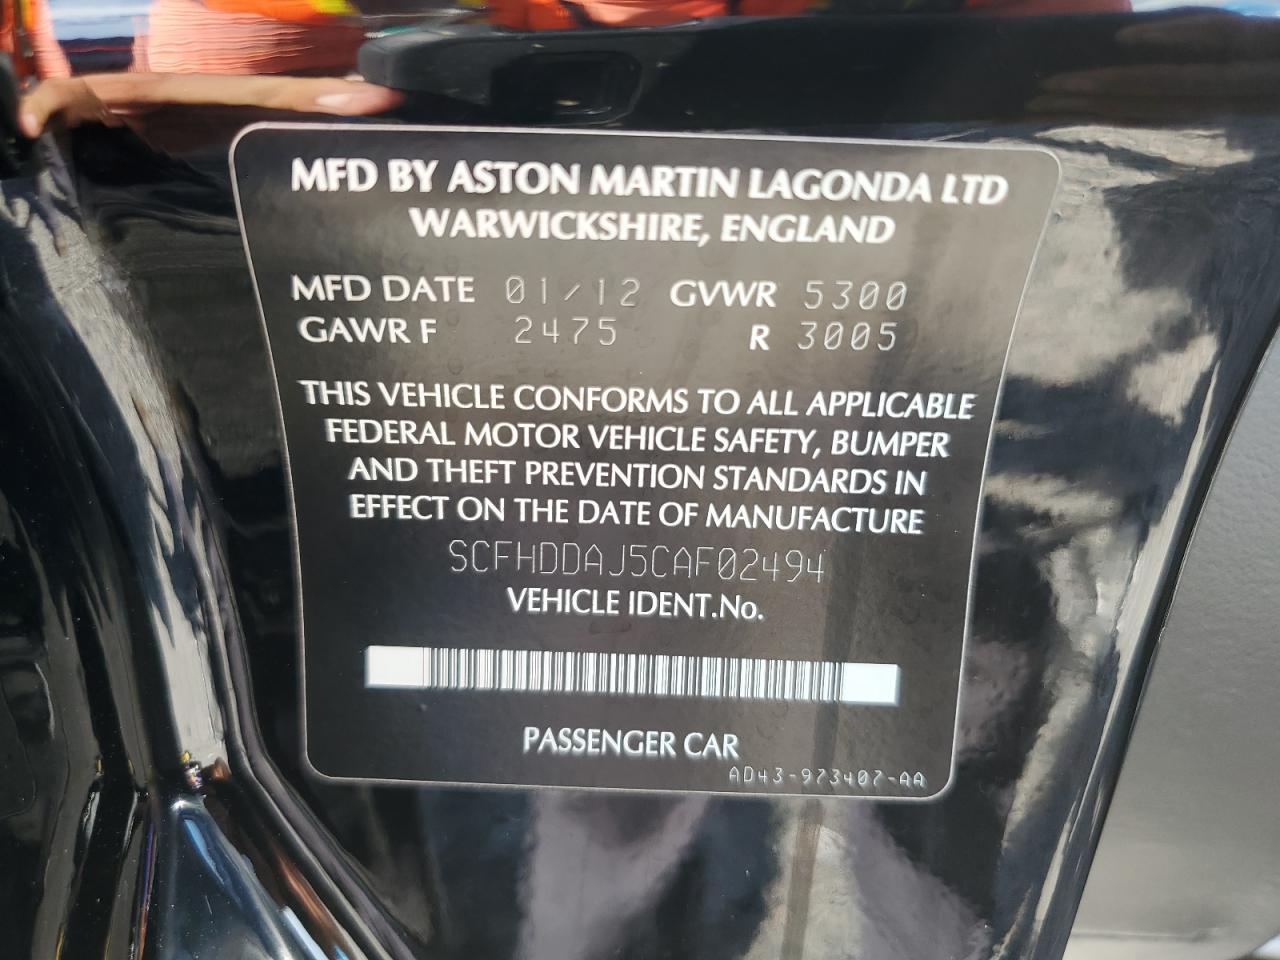 MFD BY ASTON MARTIN LAGONDA LTD
WARWICKSHIRE, ENGLAND
MFD DATE 01/12 GVWR 5300
GAWR F 2475 R 3005
THIS VEHICLE CONFORMS TO ALL APPLICABLE
FEDERAL MOTOR VEHICLE SAFETY, BUMPER
AND THEFT PREVENTION STANDARDS IN
EFFECT ON THE DATE OF MANUFACTURE
SCFHDDAJ5CAF02494
VEHICLE IDENT.No.
PASSENGER CAR
AD43-973407-AA